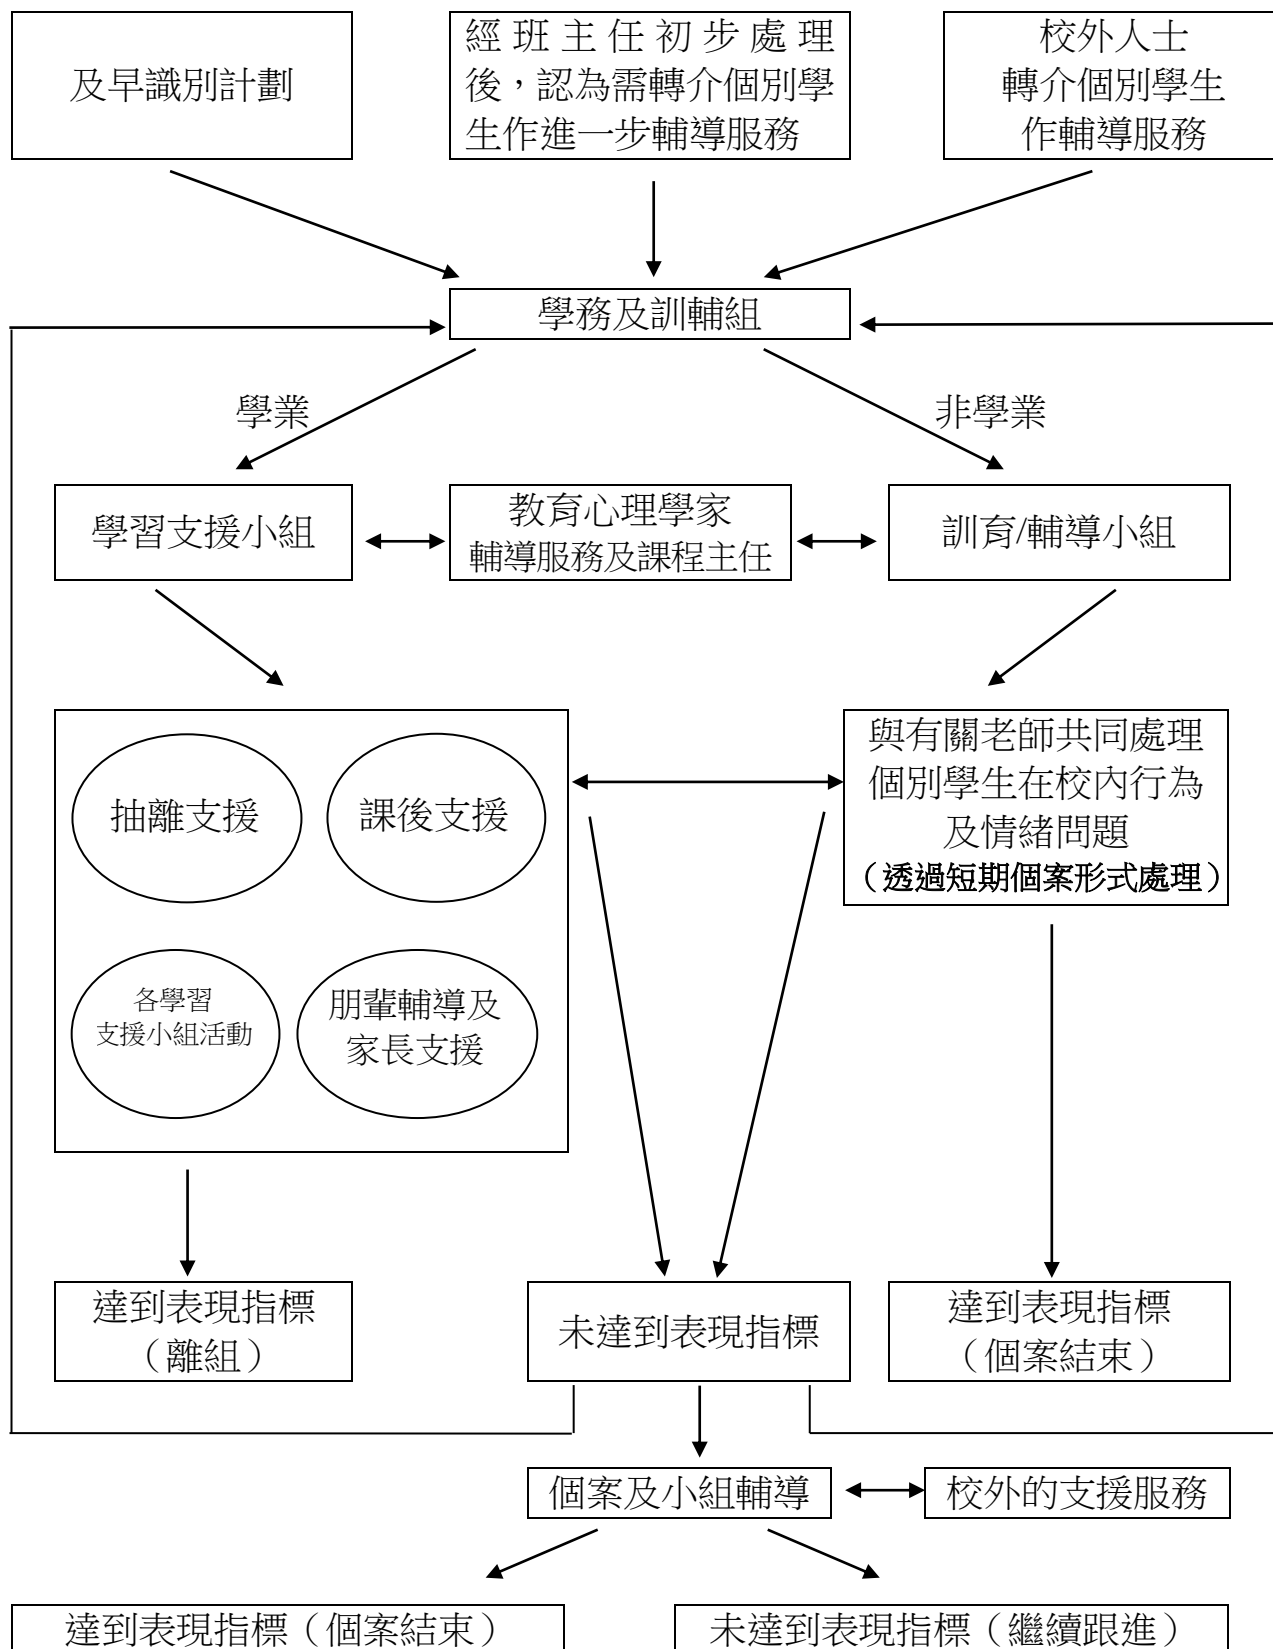 及早識別計劃
經班主任初步處理
後，認為需轉介個別學
生作進一步輔導服務
校外人士
轉介個別學生
作輔導服務
學務及訓輔組
學業
非學業
學習支援小組
教育心理學家
輔導服務及課程主任
訓育/輔導小組
抽離支援
課後支援
各學習
支援小組活動
朋輩輔導及
家長支援
與有關老師共同處理
個別學生在校內行為
及情緒問題
（透過短期個案形式處理）
達到表現指標
（離組）
未達到表現指標
達到表現指標
（個案結束）
個案及小組輔導
校外的支援服務
達到表現指標（個案結束）
未達到表現指標（繼續跟進）